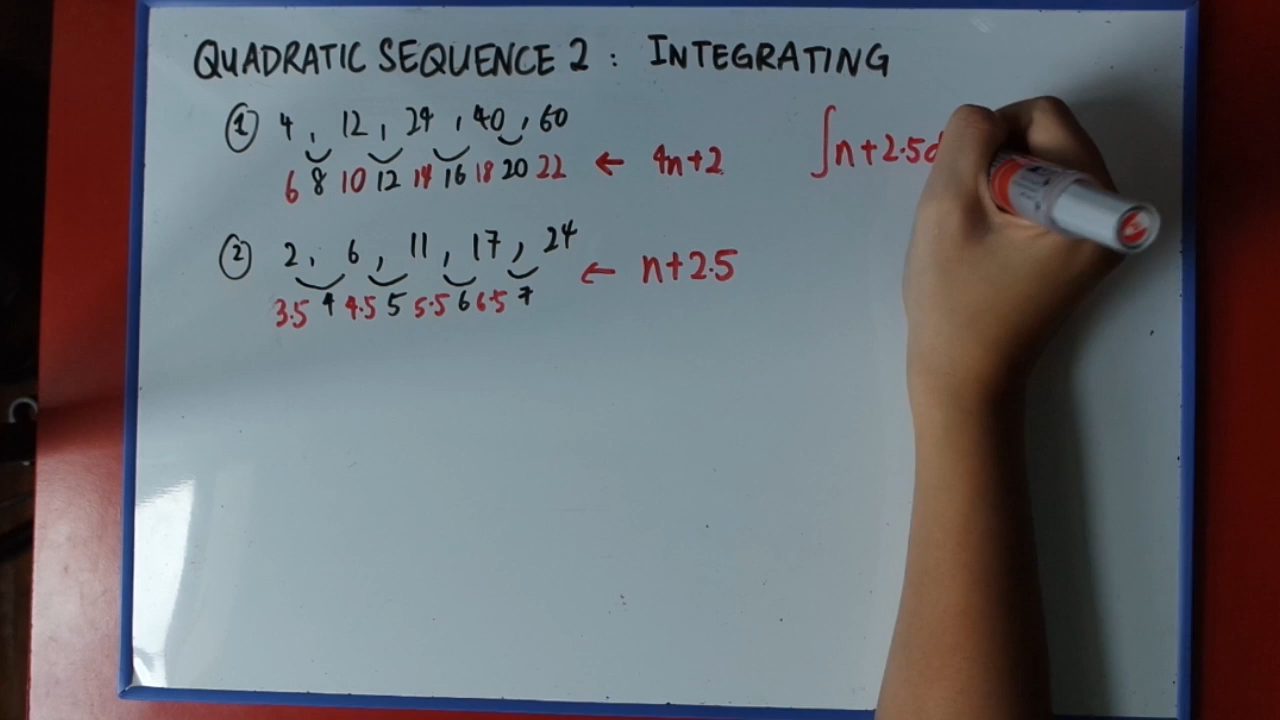 QUADRATIC SEQUENCE 2 : INTEGRATING
① 4 , 12 , 24 , 40 , 60
6 8 10 12 14 16 18 20 22 ← 4n+2
∫n+2.5d
② 2 , 6 , 11 , 17 , 24
3.5 4 4.5 5 5.5 6 6.5 7 ← n+2.5